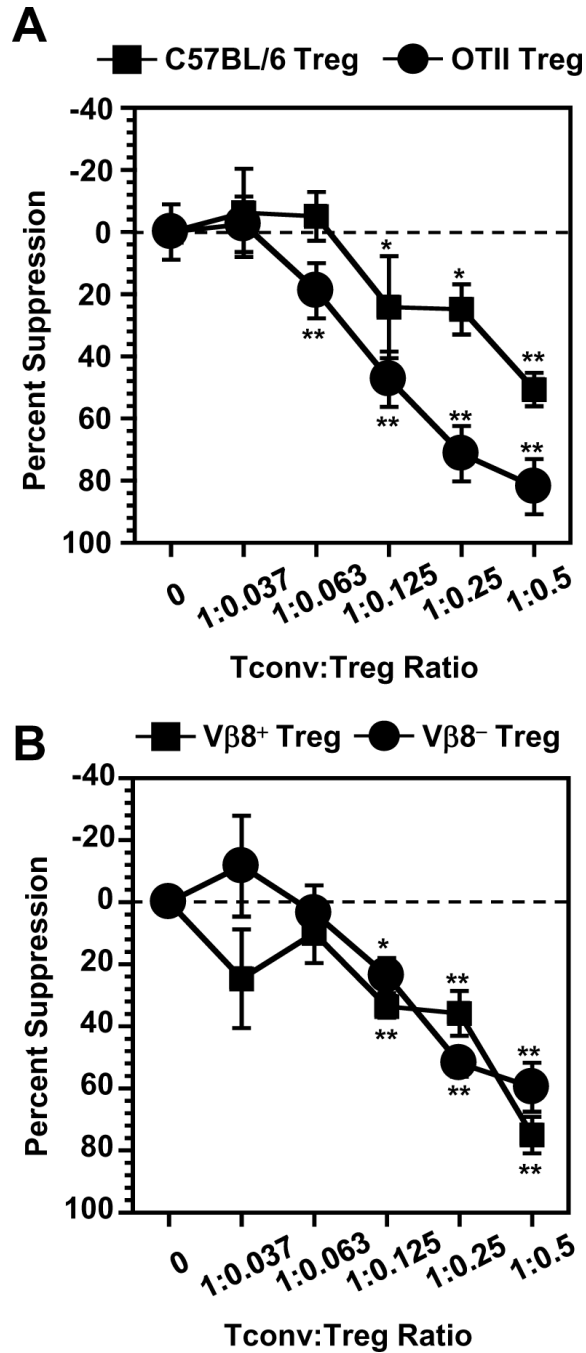 A
C57BL/6 Treg OTII Treg
-40
-20
0
20
40
60
80
100
Percent Suppression
* * **
** ** ** **
0 1:0.037 1:0.063 1:0.125 1:0.25 1:0.5
Tconv:Treg Ratio
B
Vβ8⁺ Treg Vβ8⁻ Treg
-40
-20
0
20
40
60
80
100
Percent Suppression
* ** **
** ** **
0 1:0.037 1:0.063 1:0.125 1:0.25 1:0.5
Tconv:Treg Ratio